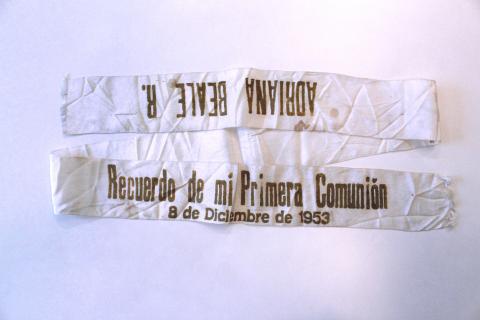 ADRIANA BEALE R.
Recuerdo de mi Primera Comunión
8 de Diciembre de 1953